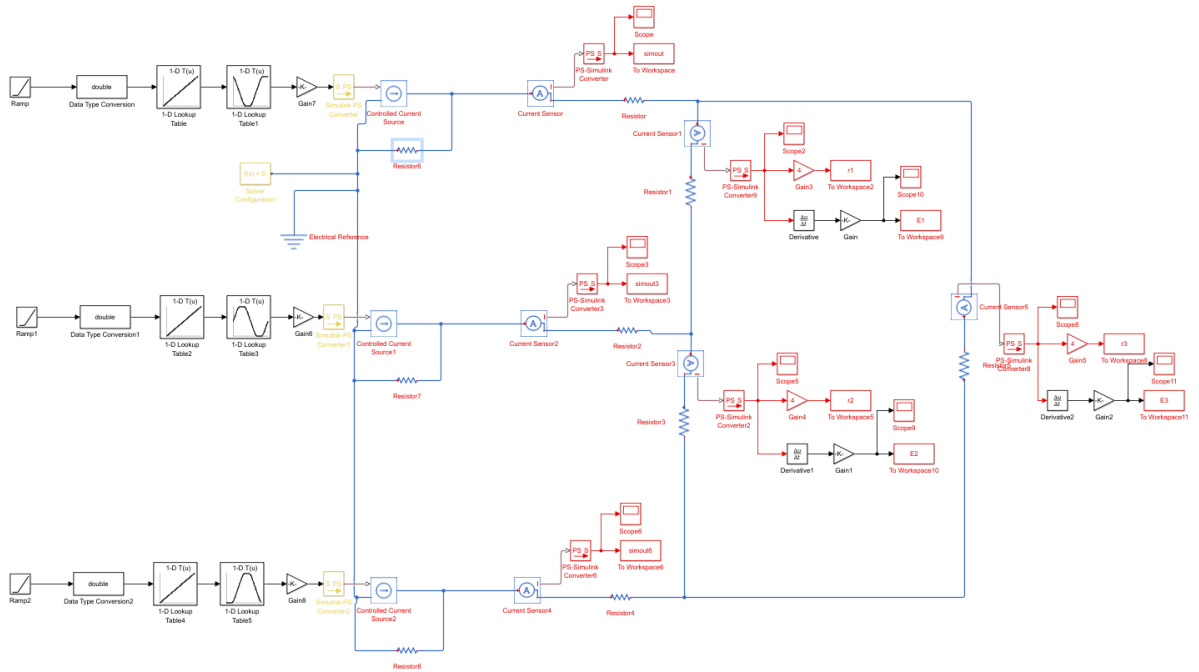 Scope
PS S
simout
PS-Simulink
Converter
To Workspace
1-D T(u)
1-D T(u)
double
-K-
S PS
Ramp
Data Type Conversion
1-D Lookup
Table
1-D Lookup
Table1
Gain7
Simulink-PS
Converter
Controlled Current
Source
A
Current Sensor
Resistor
Resistor6
f(x) = 0
Solver
Configuration
Electrical Reference
Current Sensor1
A
Resistor1
Scope2
PS S
PS-Simulink
Converter9
4
Gain3
r1
To Workspace2
Scope10
Δu
Δt
Derivative
-K-
Gain
E1
To Workspace9
Scope3
PS S
simout3
PS-Simulink
Converter3
To Workspace3
1-D T(u)
1-D T(u)
double
-K-
S PS
Ramp1
Data Type Conversion1
1-D Lookup
Table2
1-D Lookup
Table3
Gain6
Simulink-PS
Converter1
Controlled Current
Source1
A
Current Sensor2
Resistor2
Resistor7
Current Sensor3
A
Resistor3
Scope5
PS S
PS-Simulink
Converter2
4
Gain4
r2
To Workspace5
Scope9
Δu
Δt
Derivative1
-K-
Gain1
E2
To Workspace10
A
Current Sensor5
Scope8
PS S
PS-Simulink
Converter8
4
Gain5
r3
To Workspace8
Scope11
Δu
Δt
Derivative2
-K-
Gain2
E3
To Workspace11
Scope6
PS S
simout6
PS-Simulink
Converter6
To Workspace6
1-D T(u)
1-D T(u)
double
-K-
S PS
Ramp2
Data Type Conversion2
1-D Lookup
Table4
1-D Lookup
Table5
Gain8
Simulink-PS
Converter2
Controlled Current
Source2
A
Current Sensor4
Resistor4
Resistor8